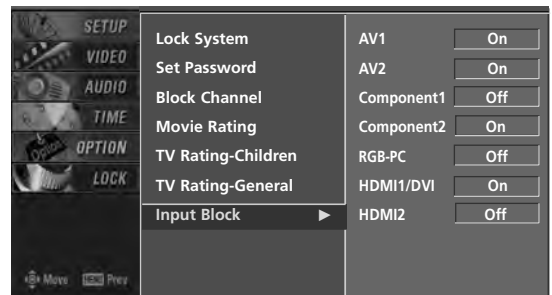 SETUP
VIDEO
AUDIO
TIME
Option OPTION
LOCK
Move MENU Prev
Lock System
Set Password
Block Channel
Movie Rating
TV Rating-Children
TV Rating-General
Input Block ►
AV1 On
AV2 On
Component1 Off
Component2 On
RGB-PC Off
HDMI1/DVI On
HDMI2 Off